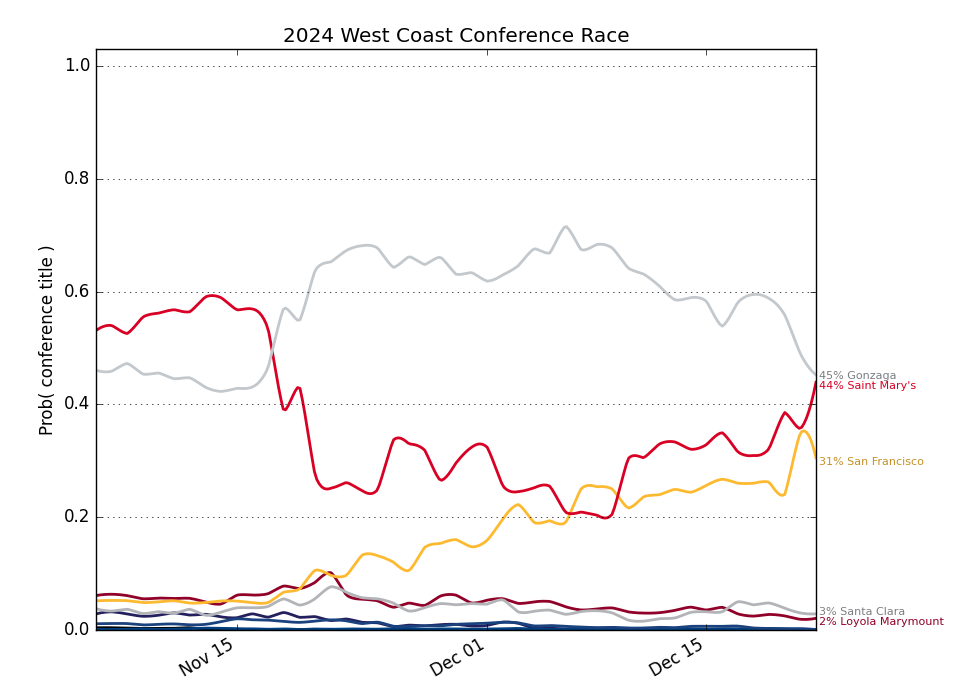 2024 West Coast Conference Race
1.0
0.8
0.6
0.4
0.2
0.0
Prob( conference title )
45% Gonzaga
44% Saint Mary's
31% San Francisco
3% Santa Clara
2% Loyola Marymount
Nov 15
Dec 01
Dec 15